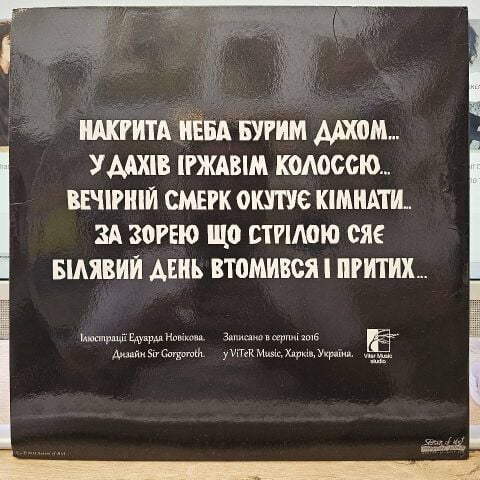 НАКРИТА НЕБА БУРИМ ДАХОМ...
У ДАХІВ ІРЖАВІМ КОЛОССЮ...
ВЕЧІРНІЙ СМЕРК ОКУТУЄ КІМНАТИ...
ЗА ЗОРЕЮ ЩО СТРІЛОЮ СЯЄ
БІЛЯВИЙ ДЕНЬ ВТОМИВСЯ І ПРИТИХ...
Ілюстрації Едуарда Новікова.
Дизайн Sir Gorgoroth.
Записано в серпні 2016
у ViTeR Music, Харків, Україна.
Viter Music
studio